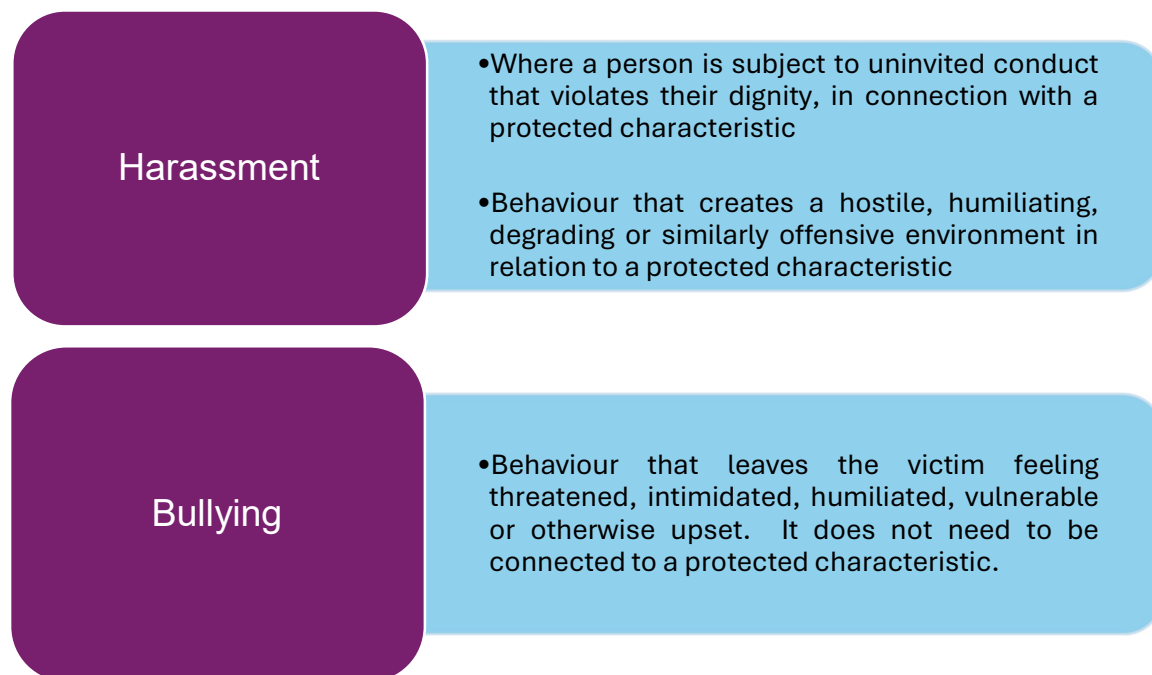 Harassment
•Where a person is subject to uninvited conduct
that violates their dignity, in connection with a
protected characteristic
•Behaviour that creates a hostile, humiliating,
degrading or similarly offensive environment in
relation to a protected characteristic
Bullying
•Behaviour that leaves the victim feeling
threatened, intimidated, humiliated, vulnerable
or otherwise upset.  It does not need to be
connected to a protected characteristic.